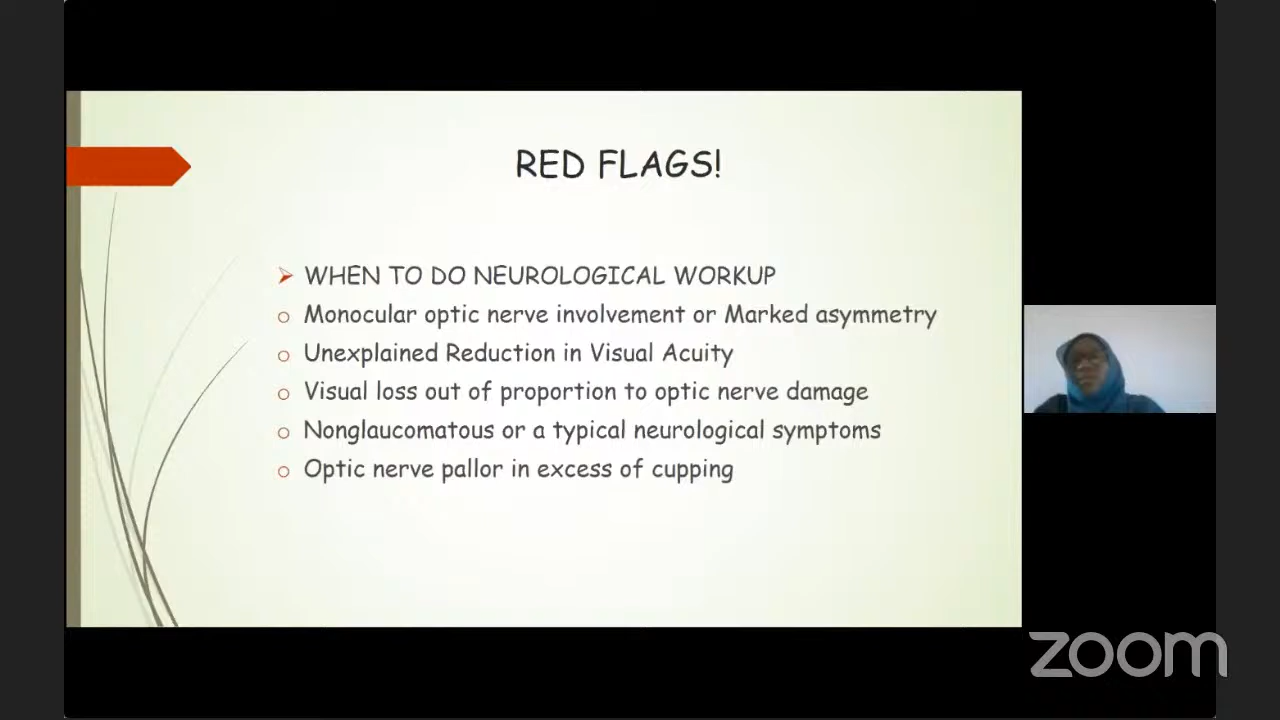 RED FLAGS!
WHEN TO DO NEUROLOGICAL WORKUP
Monocular optic nerve involvement or Marked asymmetry
Unexplained Reduction in Visual Acuity
Visual loss out of proportion to optic nerve damage
Nonglaucomatous or a typical neurological symptoms
Optic nerve pallor in excess of cupping
zoom